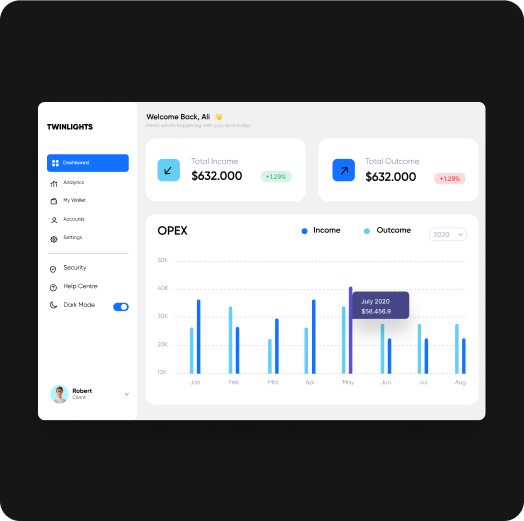 TWINLIGHTS
Dashboard
Analytics
My Wallet
Accounts
Settings
Security
Help Centre
Dark Mode
Robert
Client
Welcome Back, Ali 👋
Here's what's happening with your store today
Total Income
$632.000
+1.29%
Total Outcome
$632.000
+1.29%
OPEX
Income
Outcome
2020
50K
40K
30K
20K
10K
July 2020
$56.456.9
Jan
Feb
Mar
Apl
May
Jun
Jul
Aug